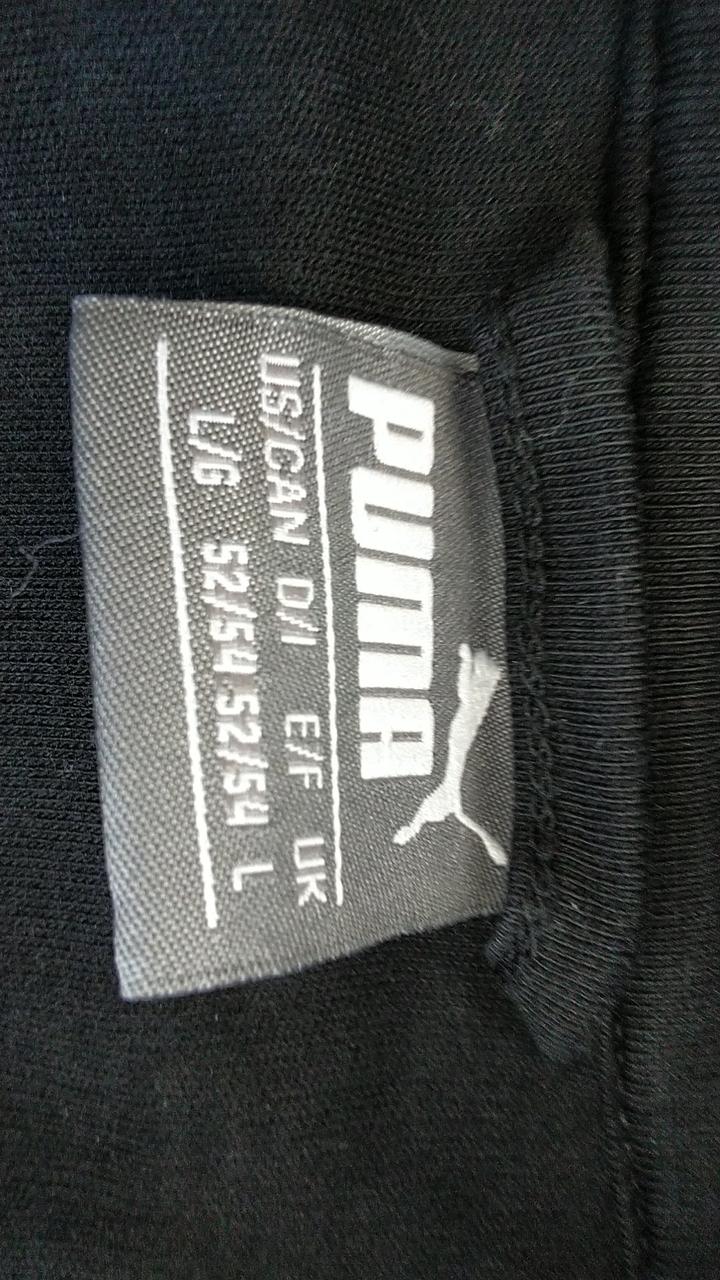 PUMA
US/CAN D/I E/F UK
L/G 52/54 52/54 L